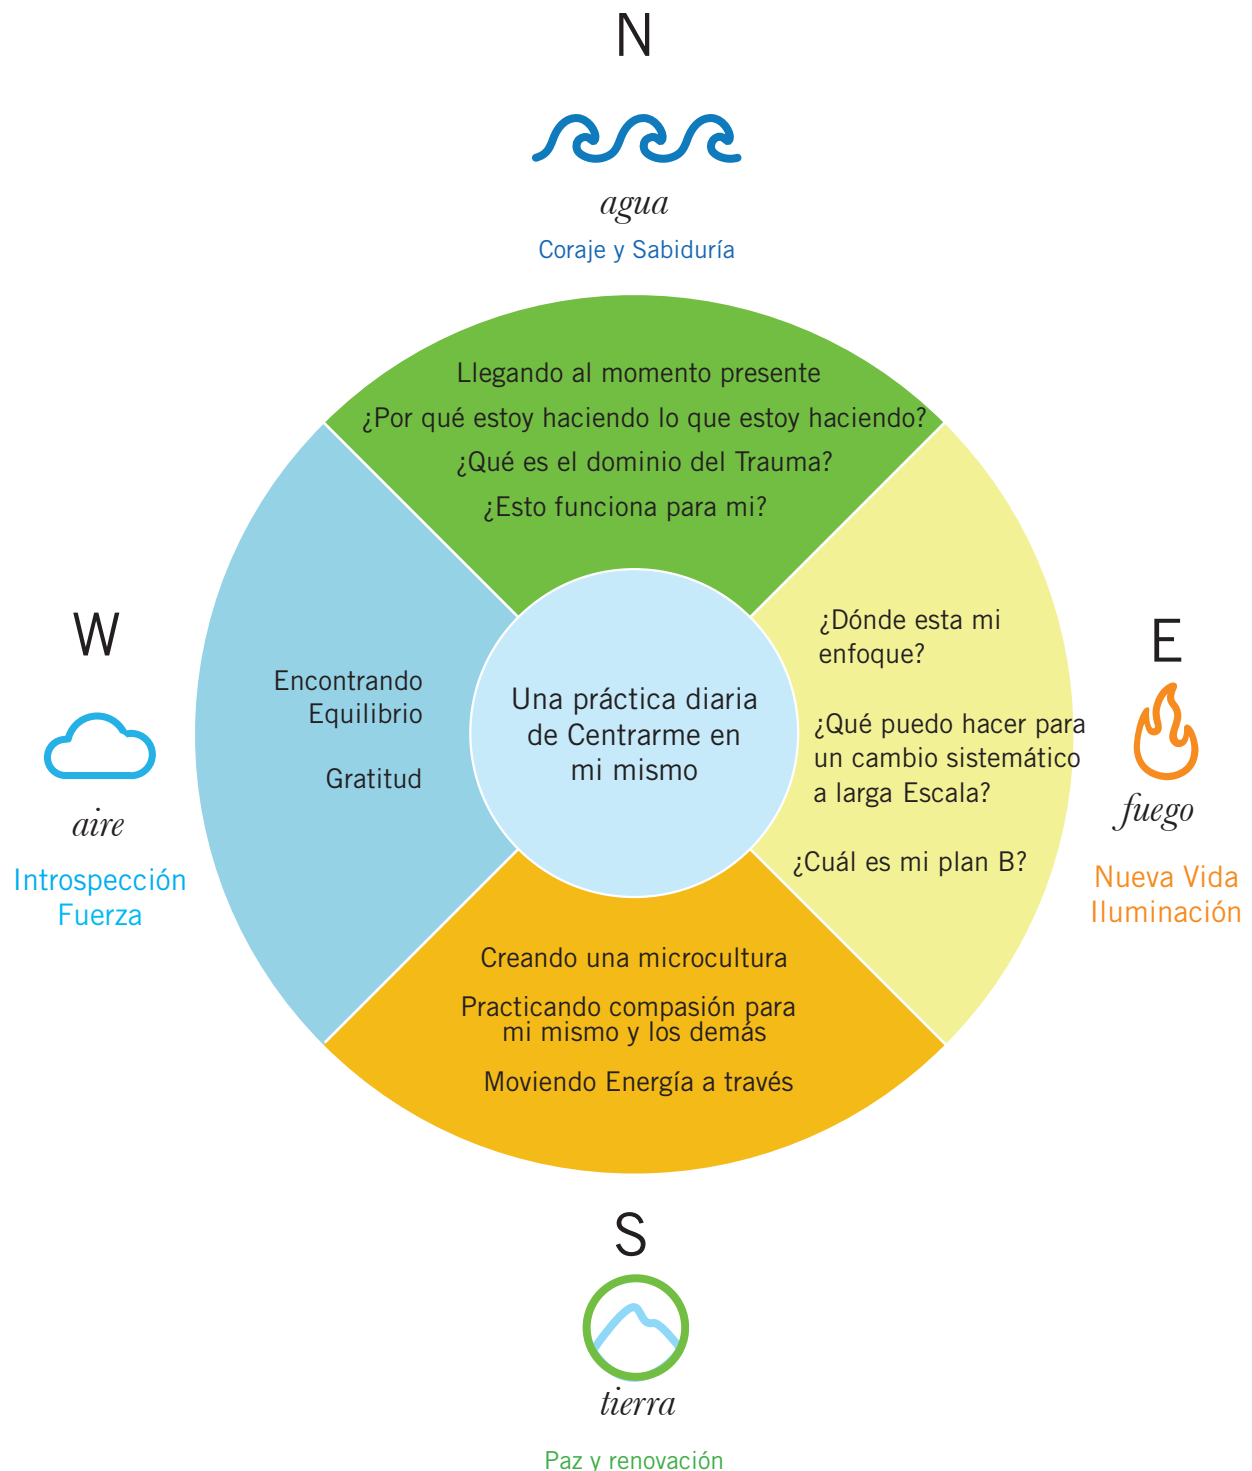 N
agua
Coraje y Sabiduría
Llegando al momento presente
¿Por qué estoy haciendo lo que estoy haciendo?
¿Qué es el dominio del Trauma?
¿Esto funciona para mi?
W
aire
Introspección
Fuerza
Encontrando
Equilibrio
Gratitud
Una práctica diaria
de Centrarme en
mi mismo
¿Dónde esta mi
enfoque?
¿Qué puedo hacer para
un cambio sistemático
a larga Escala?
¿Cuál es mi plan B?
E
fuego
Nueva Vida
Iluminación
Creando una microcultura
Practicando compasión para
mi mismo y los demás
Moviendo Energía a través
S
tierra
Paz y renovación